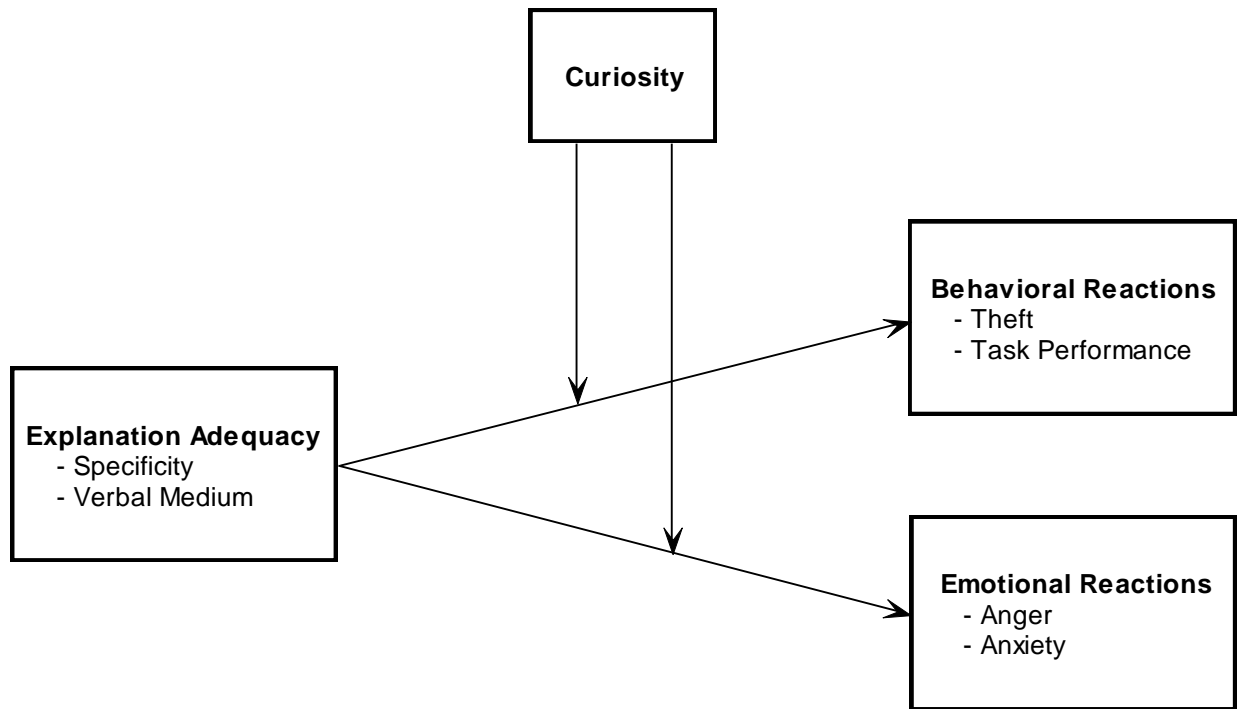 Curiosity
Behavioral Reactions
- Theft
- Task Performance
Explanation Adequacy
- Specificity
- Verbal Medium
Emotional Reactions
- Anger
- Anxiety